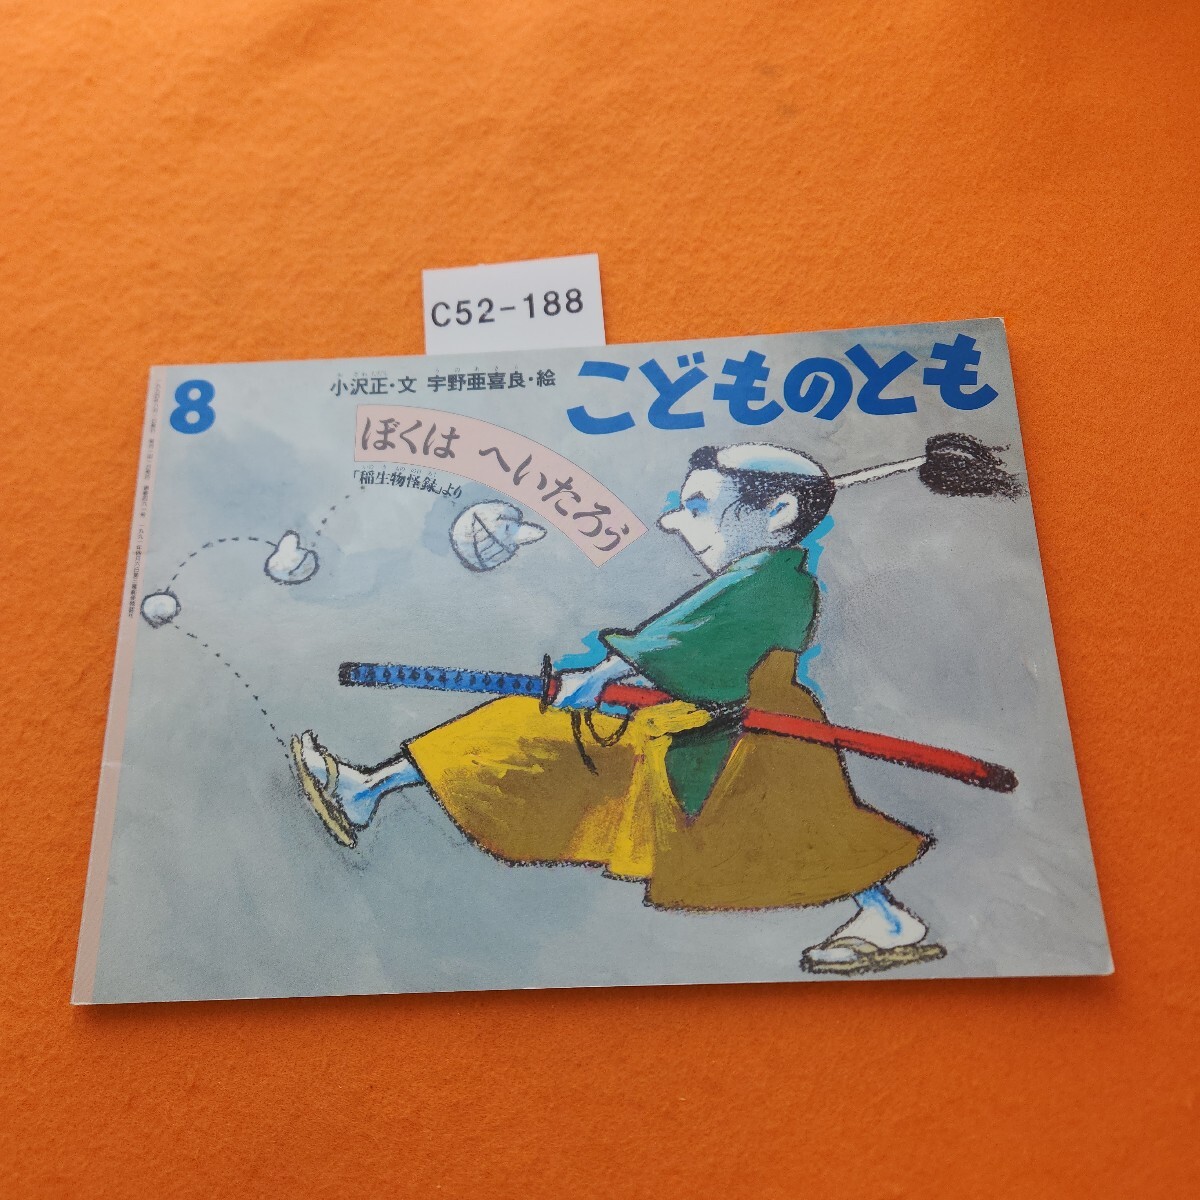 C52-188
8
小沢正・文 宇野亜喜良・絵
こどものとも
ぼくは へいたろう
「稲生物怪録」より